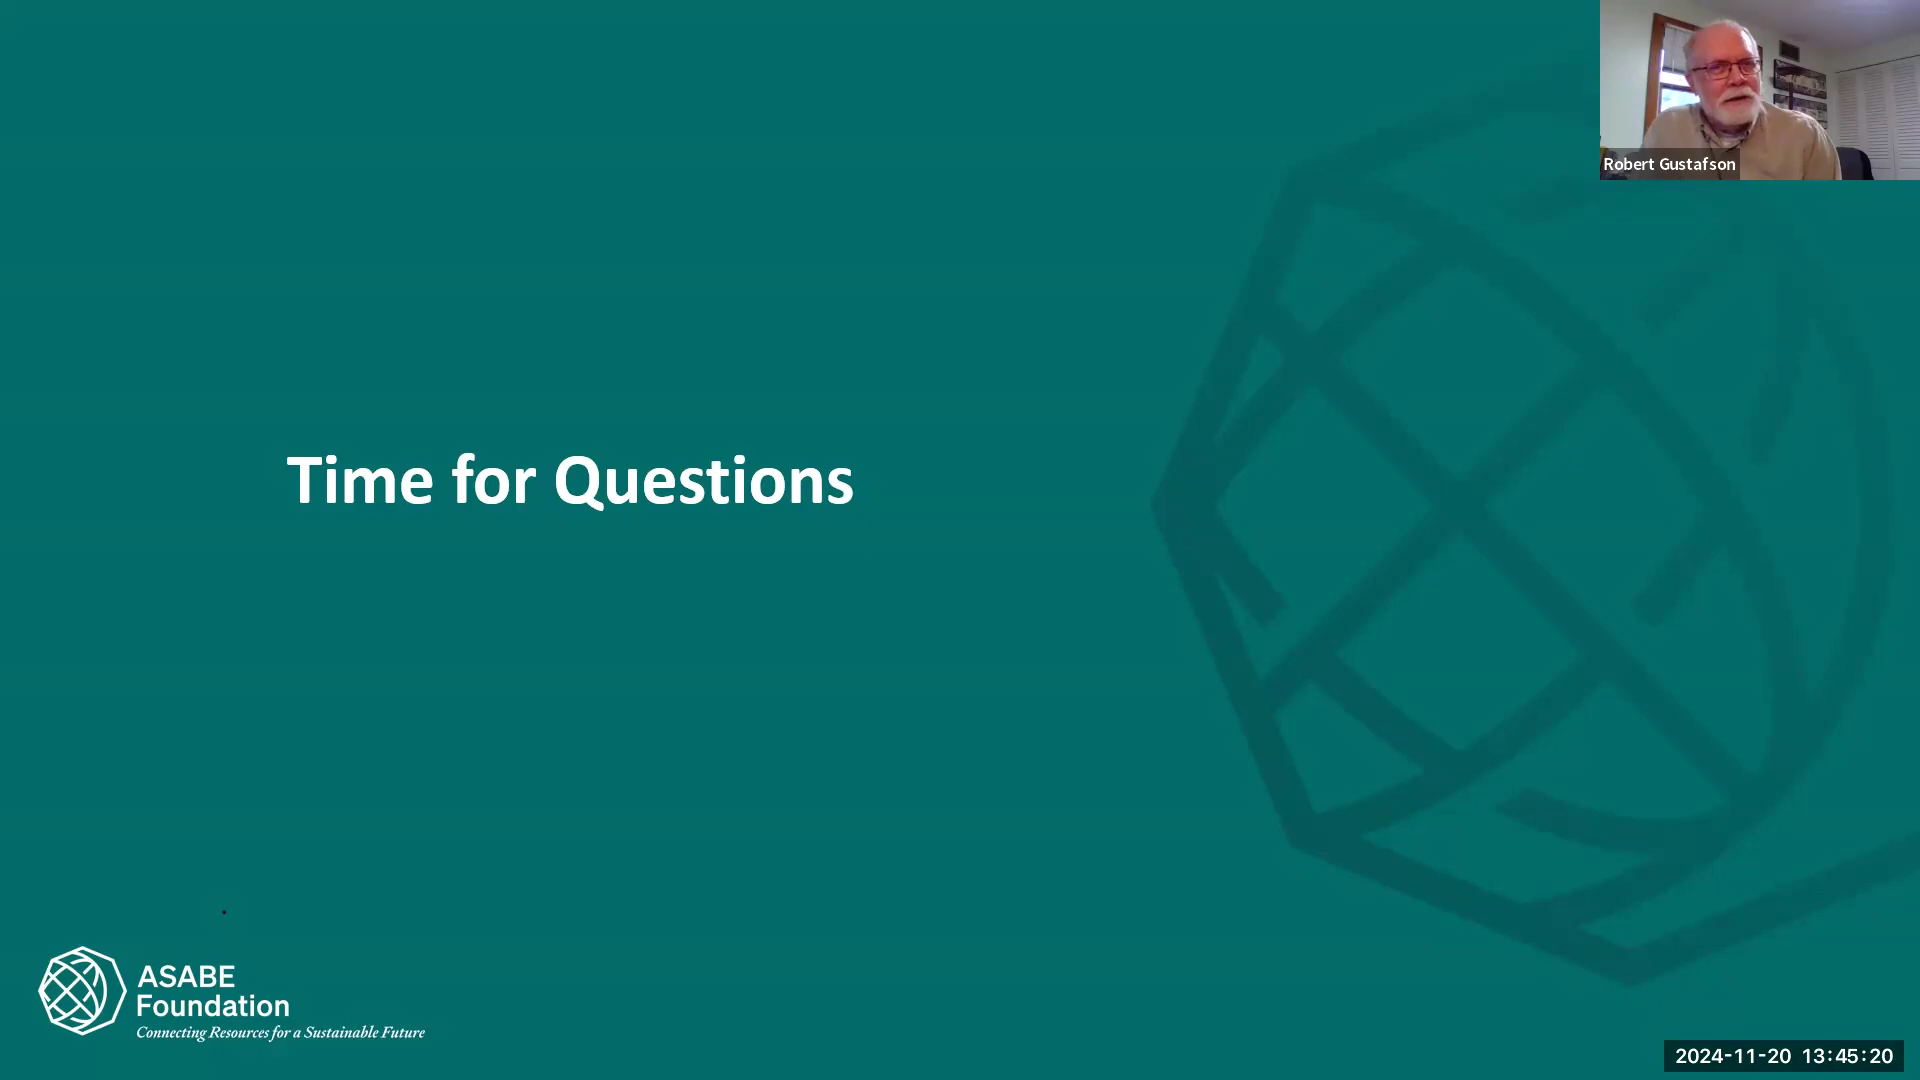 Robert Gustafson
Time for Questions
ASABE
Foundation
Connecting Resources for a Sustainable Future
2024-11-20 13:45:20